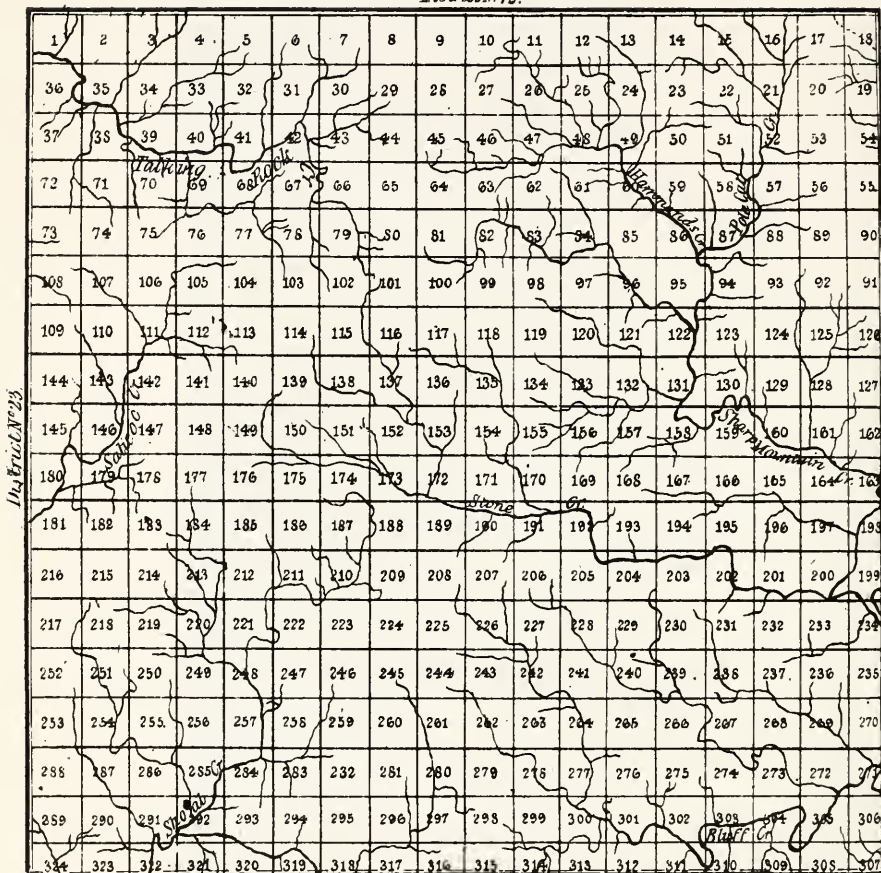 1 2 3 4 5 6 7 8 9 10 11 12 13 14 15 16 17 18
36 35 34 33 32 31 30 29 28 27 26 25 24 23 22 21 20 19
37 38 39 40 41 42 43 44 45 46 47 48 49 50 51 52 53 54
Talking Rock
Cr.
72 71 70 69 68 67 66 65 64 63 62 61 60 59 58 57 56 55
Hammonds Cr.
Pole Cat Cr.
73 74 75 76 77 78 79 80 81 82 83 84 85 86 87 88 89 90
108 107 106 105 104 103 102 101 100 99 98 97 96 95 94 93 92 91
109 110 111 112 113 114 115 116 117 118 119 120 121 122 123 124 125 126
144 143 142 141 140 139 138 137 136 135 134 133 132 131 130 129 128 127
District No. 23.
145 146 147 148 149 150 151 152 153 154 155 156 157 158 159 160 161 162
Sharp Mountain Cr.
180 179 178 177 176 175 174 173 172 171 170 169 168 167 166 165 164 163
Stone Cr.
181 182 183 184 185 186 187 188 189 190 191 192 193 194 195 196 197 198
216 215 214 213 212 211 210 209 208 207 206 205 204 203 202 201 200 199
217 218 219 220 221 222 223 224 225 226 227 228 229 230 231 232 233 234
252 251 250 249 248 247 246 245 244 243 242 241 240 239 238 237 236 235
253 254 255 256 257 258 259 260 261 262 263 264 265 266 267 268 269 270
288 287 286 285 284 283 232 281 280 279 278 277 276 275 274 273 272 271
Shoal Cr
289 290 291 292 293 294 295 296 297 298 299 300 301 302 303 304 305 306
Bluff Cr
324 323 322 321 320 319 318 317 316 315 314 313 312 311 310 309 308 307